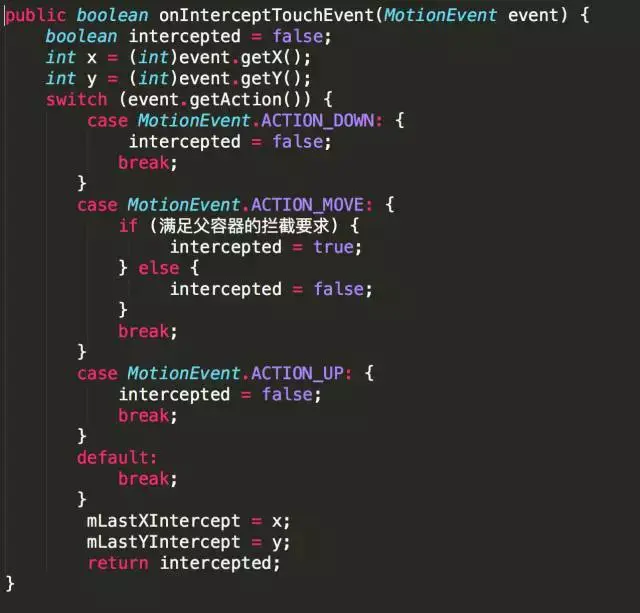 public boolean onInterceptTouchEvent(MotionEvent event) {
    boolean intercepted = false;
    int x = (int)event.getX();
    int y = (int)event.getY();
    switch (event.getAction()) {
        case MotionEvent.ACTION_DOWN: {
            intercepted = false;
           break;
       }
       case MotionEvent.ACTION_MOVE: {
           if (满足父容器的拦截要求) {
                intercepted = true;
           } else {
                intercepted = false;
           }
           break;
       }
       case MotionEvent.ACTION_UP: {
           intercepted = false;
           break;
       }
       default:
           break;
       }
        mLastXIntercept = x;
        mLastYIntercept = y;
        return intercepted;
}